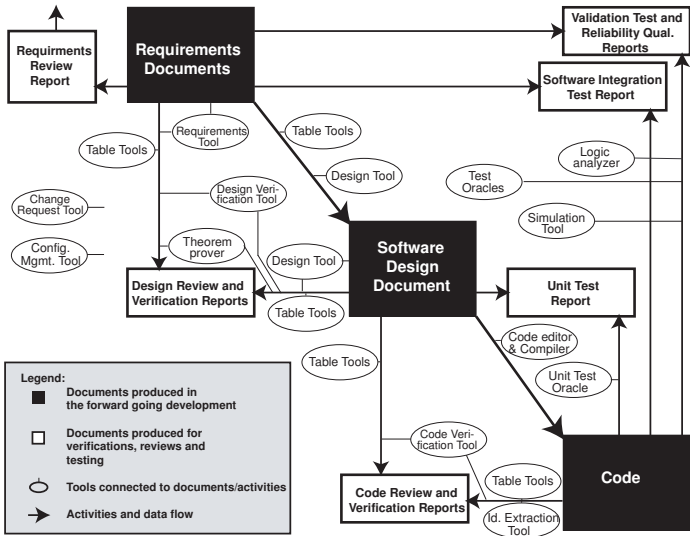 Requirments
Review
Report
Requirements
Documents
Validation Test and
Reliability Qual.
Reports
Software Integration
Test Report
Table Tools
Requirements
Tool
Table Tools
Logic
analyzer
Design Tool
Test
Oracles
Change
Request Tool
Design Veri-
fication Tool
Simulation
Tool
Config.
Mgmt. Tool
Theorem
prover
Design Tool
Software
Design
Document
Design Review and
Verification Reports
Table Tools
Unit Test
Report
Code editor
& Compiler
Table Tools
Unit Test
Oracle
Legend:
Documents produced in
the forward going development
Documents produced for
verifications, reviews and
testing
Tools connected to documents/activities
Activities and data flow
Code Veri-
fication Tool
Code Review and
Verification Reports
Table Tools
Id. Extraction
Tool
Code